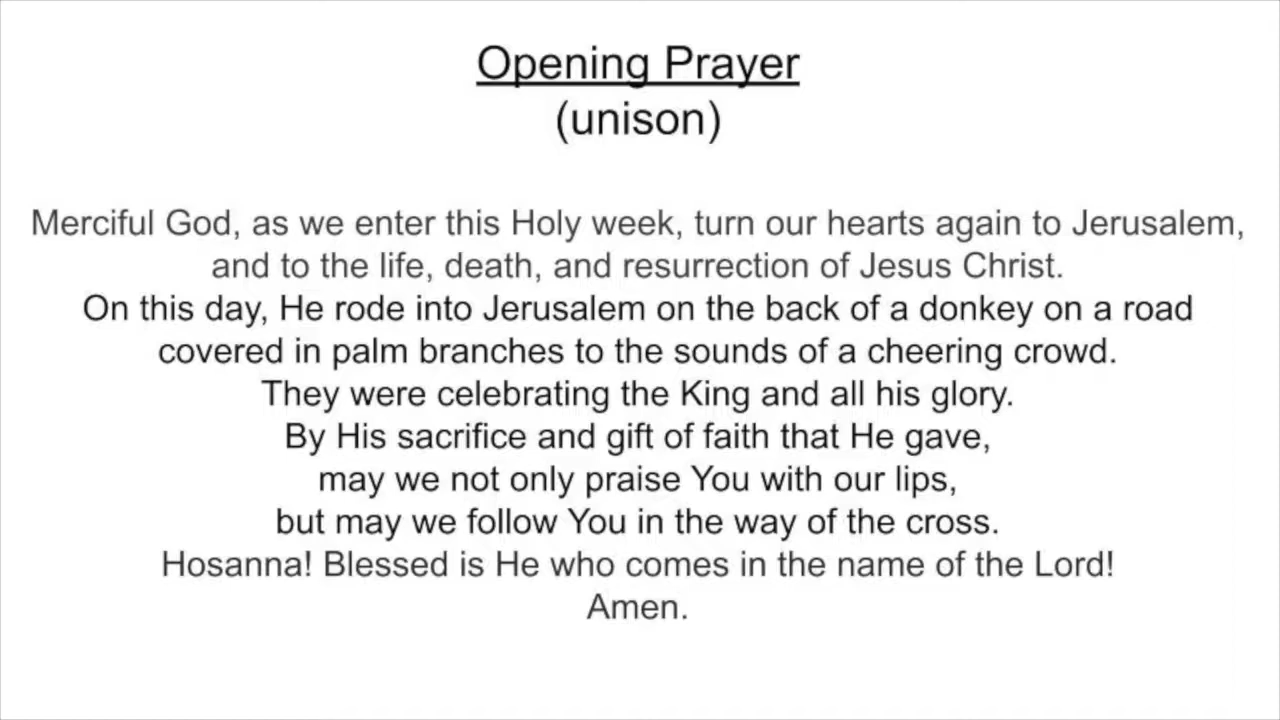 Opening Prayer
(unison)
Merciful God, as we enter this Holy week, turn our hearts again to Jerusalem,
and to the life, death, and resurrection of Jesus Christ.
On this day, He rode into Jerusalem on the back of a donkey on a road
covered in palm branches to the sounds of a cheering crowd.
They were celebrating the King and all his glory.
By His sacrifice and gift of faith that He gave,
may we not only praise You with our lips,
but may we follow You in the way of the cross.
Hosanna! Blessed is He who comes in the name of the Lord!
Amen.